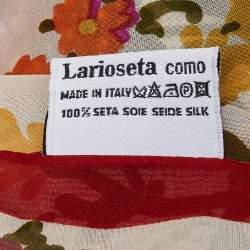 Larioseta como
MADE IN ITALY
100% SETA SOIE SEIDE SILK